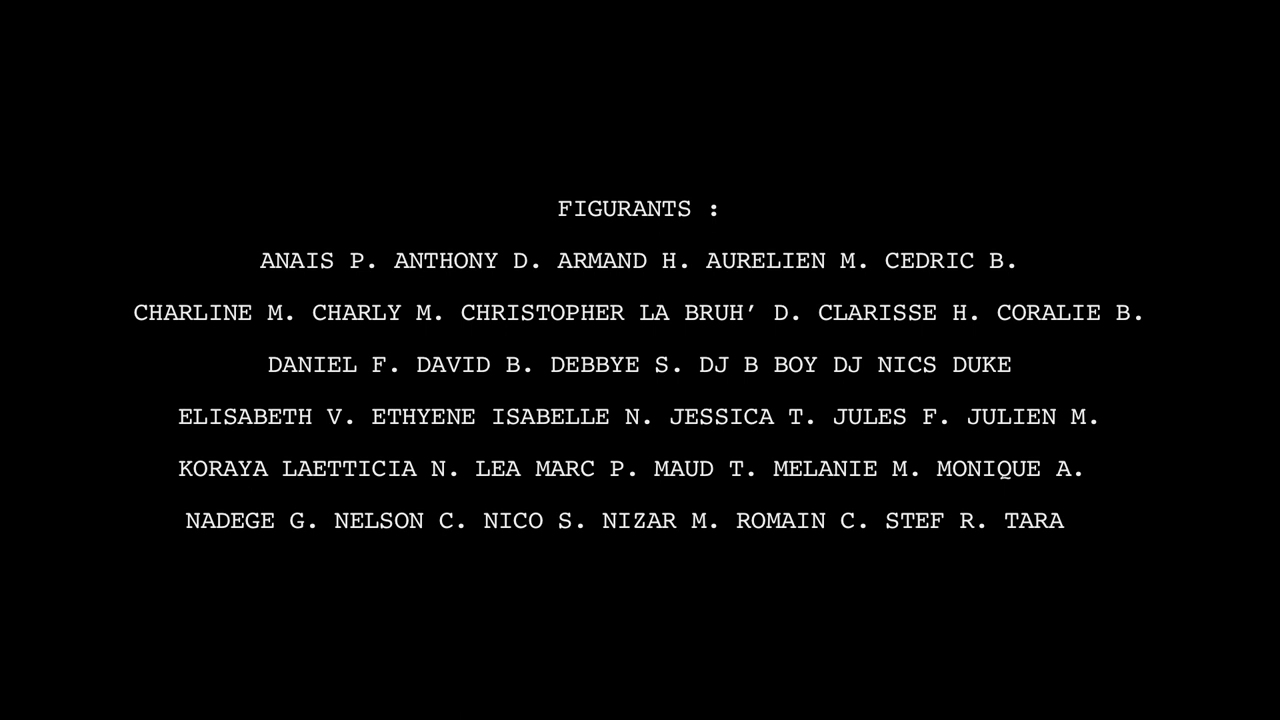 FIGURANTS :
ANAIS P. ANTHONY D. ARMAND H. AURELIEN M. CEDRIC B.
CHARLINE M. CHARLY M. CHRISTOPHER LA BRUH’ D. CLARISSE H. CORALIE B.
DANIEL F. DAVID B. DEBBYE S. DJ B BOY DJ NICS DUKE
ELISABETH V. ETHYENE ISABELLE N. JESSICA T. JULES F. JULIEN M.
KORAYA LAETTICIA N. LEA MARC P. MAUD T. MELANIE M. MONIQUE A.
NADEGE G. NELSON C. NICO S. NIZAR M. ROMAIN C. STEF R. TARA